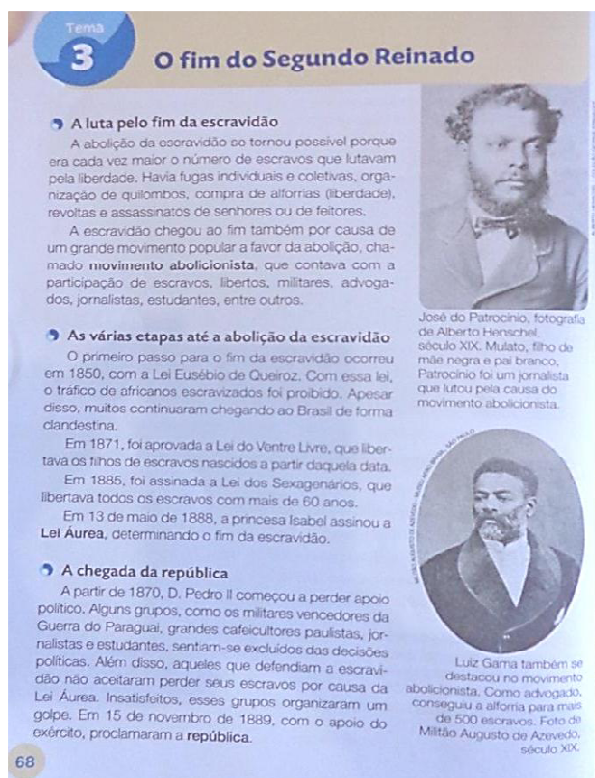 Tema
3
O fim do Segundo Reinado
A luta pelo fim da escravidão
A abolição da escravidão se tornou possível porque
era cada vez maior o número de escravos que lutavam
pela liberdade. Havia fugas individuais e coletivas, orga-
nização de quilombos, compra de alforrias (liberdade),
revoltas e assassinatos de senhores ou de feitores.
A escravidão chegou ao fim também por causa de
um grande movimento popular a favor da abolição, cha-
mado movimento abolicionista, que contava com a
participação de escravos, libertos, militares, advoga-
dos, jornalistas, estudantes, entre outros.
As várias etapas até a abolição da escravidão
O primeiro passo para o fim da escravidão ocorreu
em 1850, com a Lei Eusébio de Queiroz. Com essa lei,
o tráfico de africanos escravizados foi proibido. Apesar
disso, muitos continuaram chegando ao Brasil de forma
clandestina.
Em 1871, foi aprovada a Lei do Ventre Livre, que liber-
tava os filhos de escravos nascidos a partir daquela data.
Em 1885, foi assinada a Lei dos Sexagenários, que
libertava todos os escravos com mais de 60 anos.
Em 13 de maio de 1888, a princesa Isabel assinou a
Lei Áurea, determinando o fim da escravidão.
A chegada da república
A partir de 1870, D. Pedro II começou a perder apoio
político. Alguns grupos, como os militares vencedores da
Guerra do Paraguai, grandes cafeicultores paulistas, jor-
nalistas e estudantes, sentiam-se excluídos das decisões
políticas. Além disso, aqueles que defendiam a escravi-
dão não aceitaram perder seus escravos por causa da
Lei Áurea. Insatisfeitos, esses grupos organizaram um
golpe. Em 15 de novembro de 1889, com o apoio do
exército, proclamaram a república.
68
José do Patrocínio, fotografia
de Alberto Henschel,
século XIX. Mulato, filho de
mãe negra e pai branco,
Patrocínio foi um jornalista
que lutou pela causa do
movimento abolicionista.
Luiz Gama também se
destacou no movimento
abolicionista. Como advogado,
conseguiu a alforria para mais
de 500 escravos. Foto de
Militão Augusto de Azevedo,
século XIX.